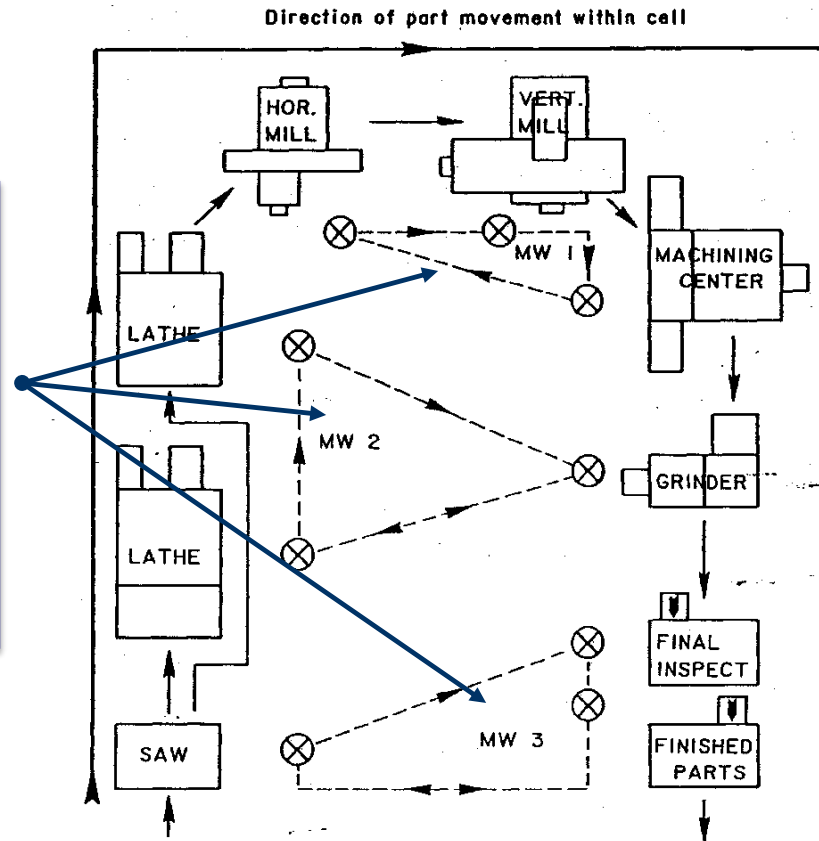 Direction of part movement within cell
HOR.
MILL
VERT.
MILL
MW 1
MACHINING
CENTER
LATHE
MW 2
GRINDER
LATHE
FINAL
INSPECT
SAW
MW 3
FINISHED
PARTS